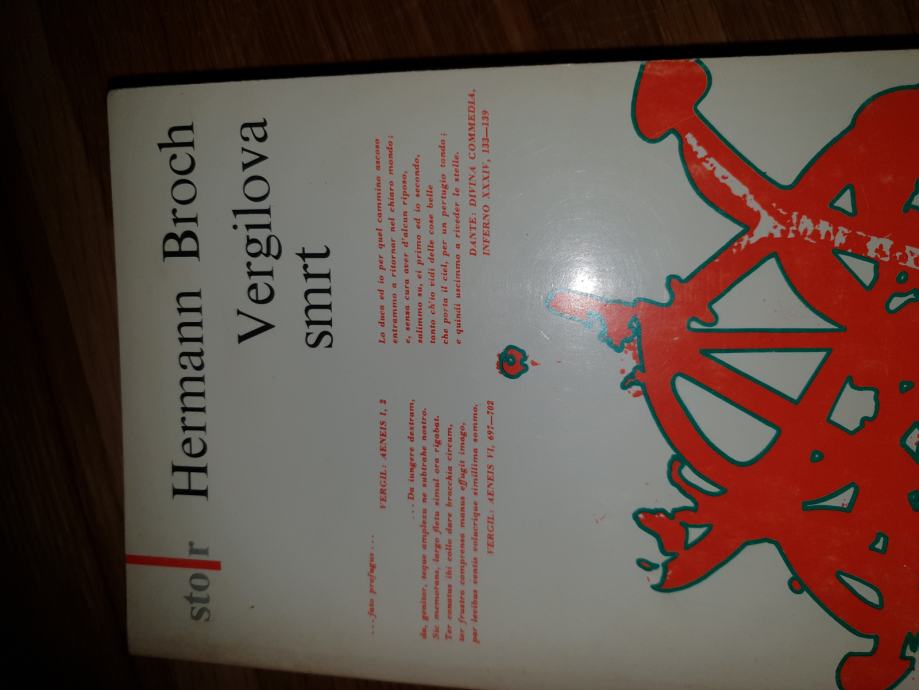 stor
Hermann Broch
Vergilova
smrt
...fato profugus...
VERGIL: AENEIS I, 2
...Da iungere dextram,
da, genitor, teque amplexu ne subtrahe nostro.
Sic memorans, largo fletu simul ora rigabat.
Ter conatus ibi collo dare bracchia circum,
ter frustra comprensa manus effugit imago,
par levibus ventis volucrique simillima somno.
VERGIL: AENEIS VI, 697—702
Lo duca ed io per quel cammino ascoso
entrammo a ritornar nel chiaro mondo;
e, senza cura aver d'alcun riposo,
salimmo su, ei primo ed io secondo,
tanto ch'io vidi delle cose belle
che porta il ciel, per un pertugio tondo;
e quindi uscimmo a riveder le stelle.
DANTE: DIVINA COMMEDIA,
INFERNO XXXIV, 133—139